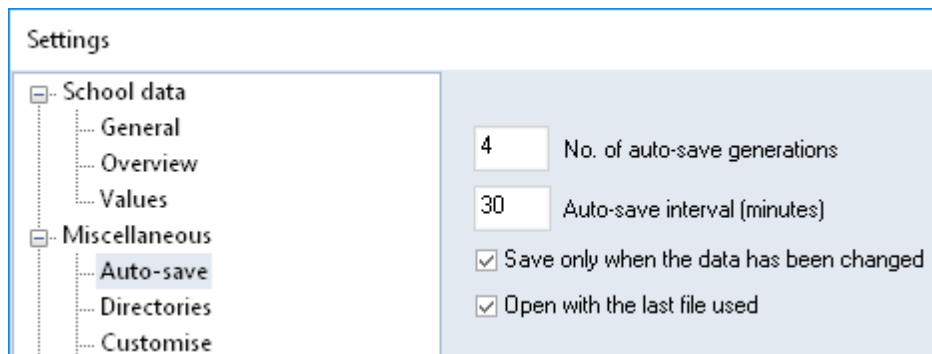 Settings
School data
General
Overview
Values
Miscellaneous
Auto-save
Directories
Customise
4 No. of auto-save generations
30 Auto-save interval (minutes)
Save only when the data has been changed
Open with the last file used